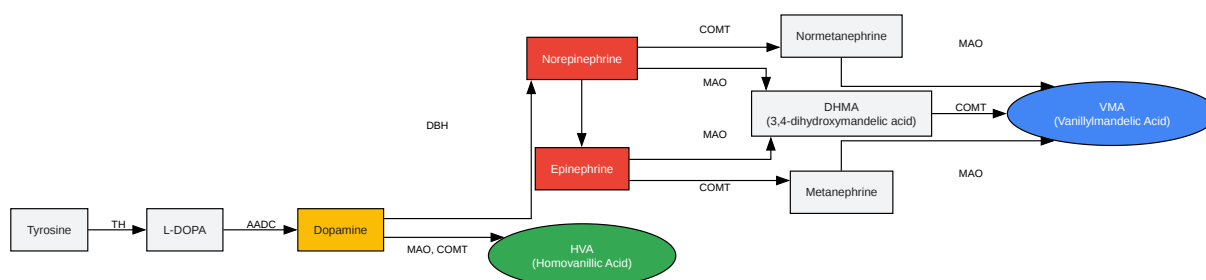 COMT
Normetanephrine
MAO
Norepinephrine
MAO
DHMA
(3,4-dihydroxymandelic acid)
COMT
VMA
(Vanillylmandelic Acid)
DBH
MAO
Epinephrine
COMT
Metanephrine
MAO
Tyrosine
TH
L-DOPA
AADC
Dopamine
MAO, COMT
HVA
(Homovanillic Acid)